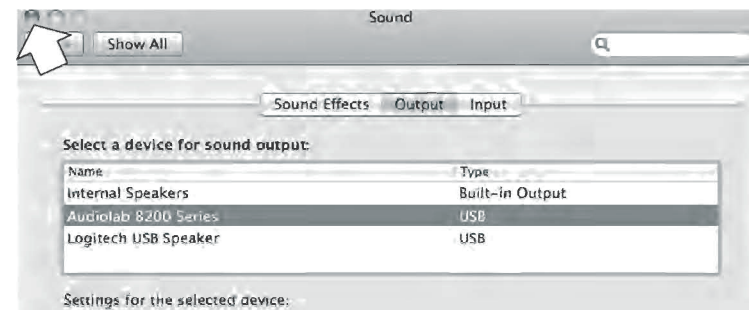 Sound
Show All
Sound Effects Output Input
Select a device for sound output:
Name Type
Internal Speakers Built-in Output
Audiolab 8200 Series USB
Logitech USB Speaker USB
Settings for the selected device: